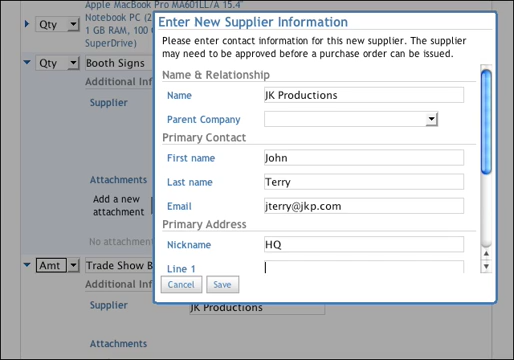 Apple MacBook Pro MA601LL/A 15.4"
Qty
Notebook PC (2
1 GB RAM, 100
SuperDrive)
Qty
Booth Signs
Additional Inf
Supplier
Attachments
Add a new
attachment
No attachment
Amt
Trade Show B
Additional Inf
Supplier
JK Productions
Attachments
Enter New Supplier Information
Please enter contact information for this new supplier. The supplier
may need to be approved before a purchase order can be issued.
Name & Relationship
Name
JK Productions
Parent Company
Primary Contact
First name
John
Last name
Terry
Email
jterry@jkp.com
Primary Address
Nickname
HQ
Line 1
Cancel
Save